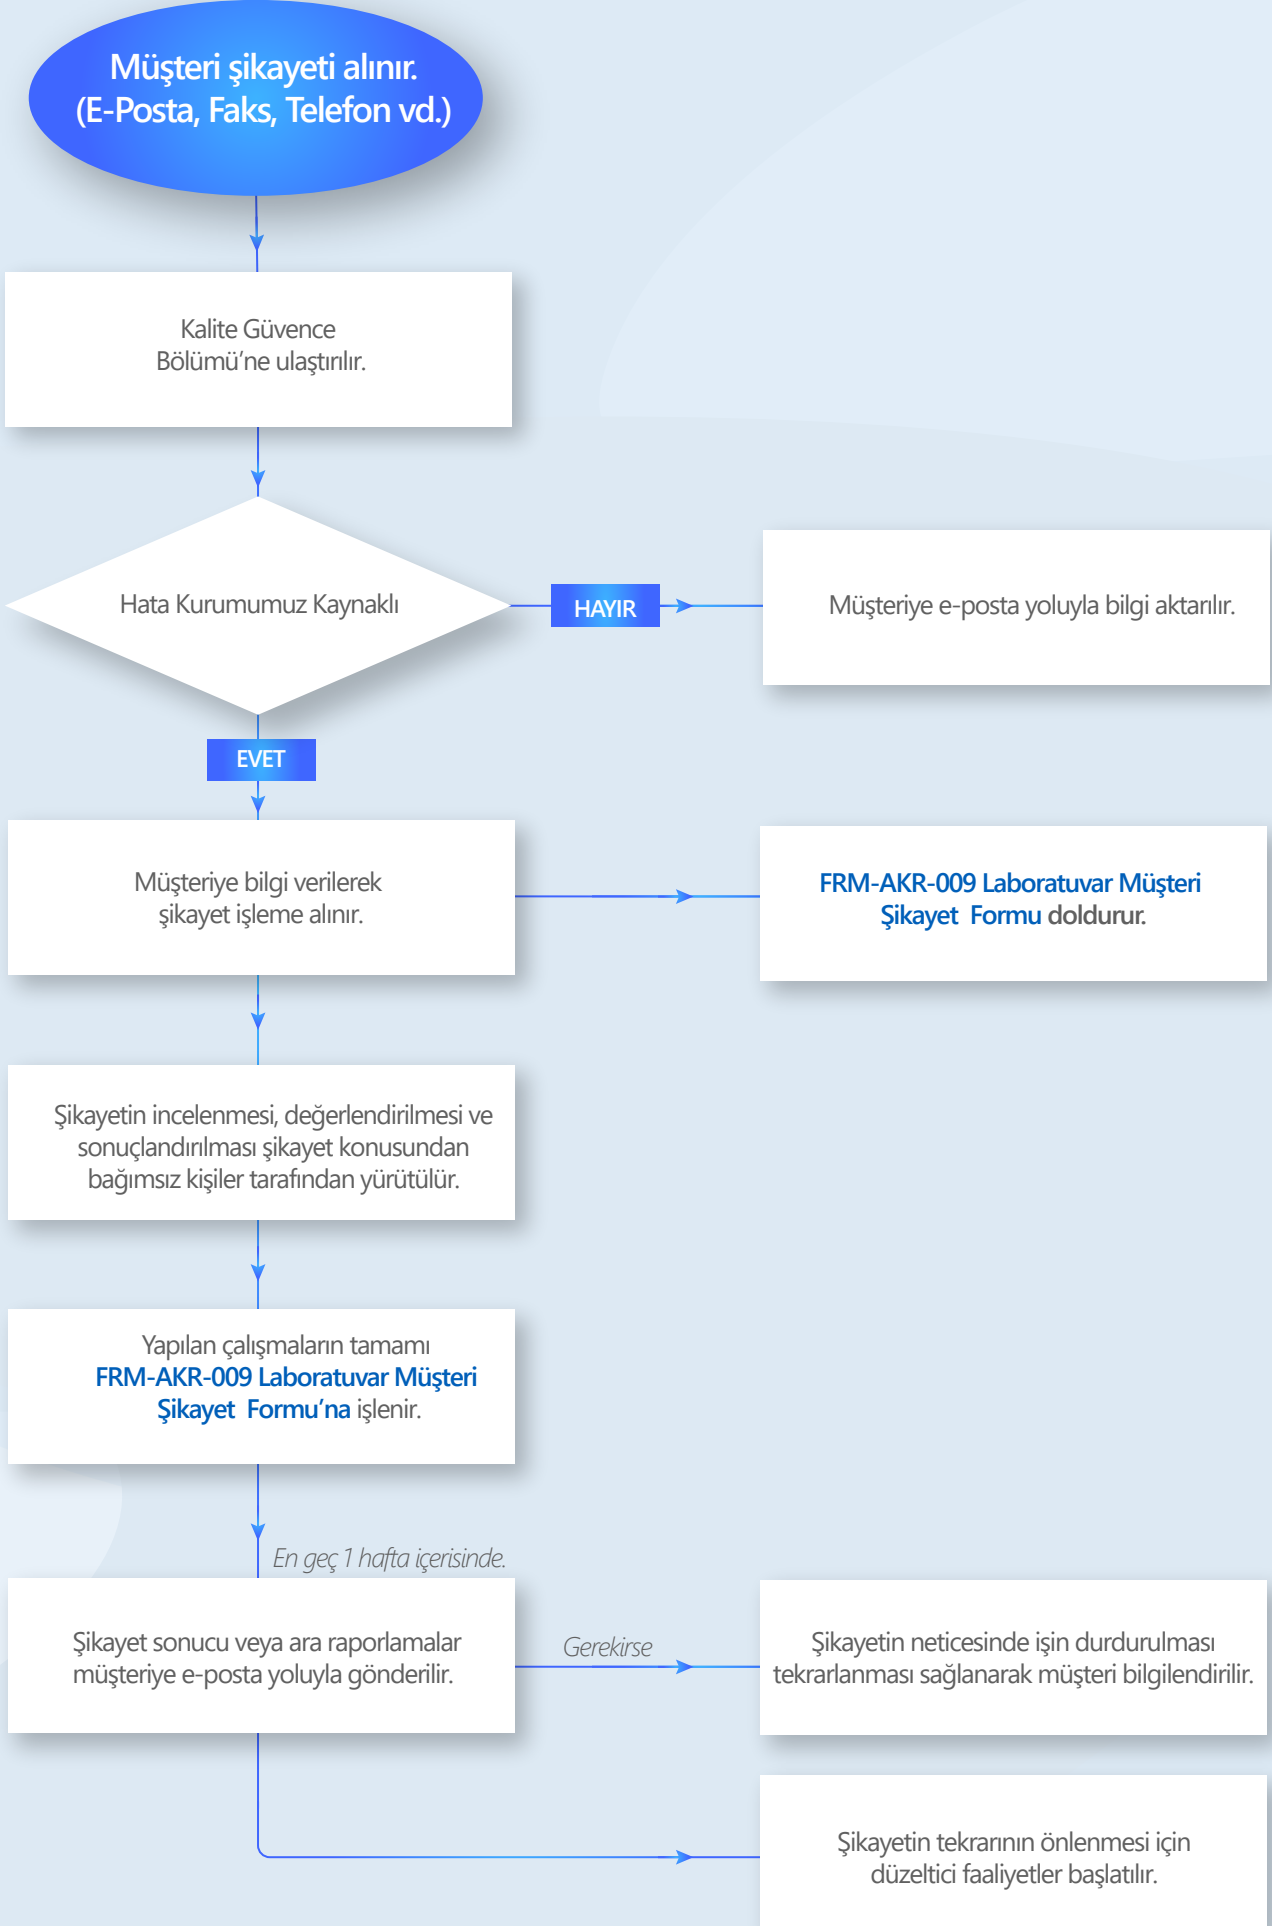 Müşteri şikayeti alınır.
(E-Posta, Faks, Telefon vd.)
Kalite Güvence
Bölümü’ne ulaştırılır.
Hata Kurumumuz Kaynaklı
HAYIR
Müşteriye e-posta yoluyla bilgi aktarılır.
EVET
Müşteriye bilgi verilerek
şikayet işleme alınır.
FRM-AKR-009 Laboratuvar Müşteri
Şikayet Formu doldurur.
Şikayetin incelenmesi, değerlendirilmesi ve
sonuçlandırılması şikayet konusundan
bağımsız kişiler tarafından yürütülür.
Yapılan çalışmaların tamamı
FRM-AKR-009 Laboratuvar Müşteri
Şikayet Formu’na işlenir.
En geç 1 hafta içerisinde.
Şikayet sonucu veya ara raporlamalar
müşteriye e-posta yoluyla gönderilir.
Gerekirse
Şikayetin neticesinde işin durdurulması
tekrarlanması sağlanarak müşteri bilgilendirilir.
Şikayetin tekrarının önlenmesi için
düzeltici faaliyetler başlatılır.